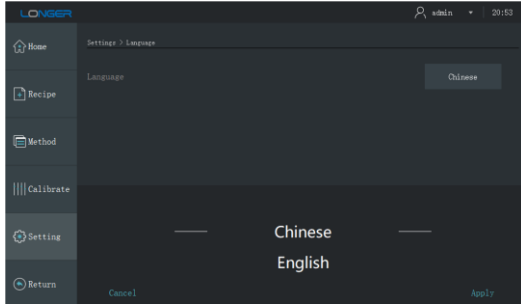 LONGER
admin 20:53
Home
Settings > Language
Language
Chinese
Recipe
Method
Calibrate
Setting
Chinese
English
Return
Cancel
Apply